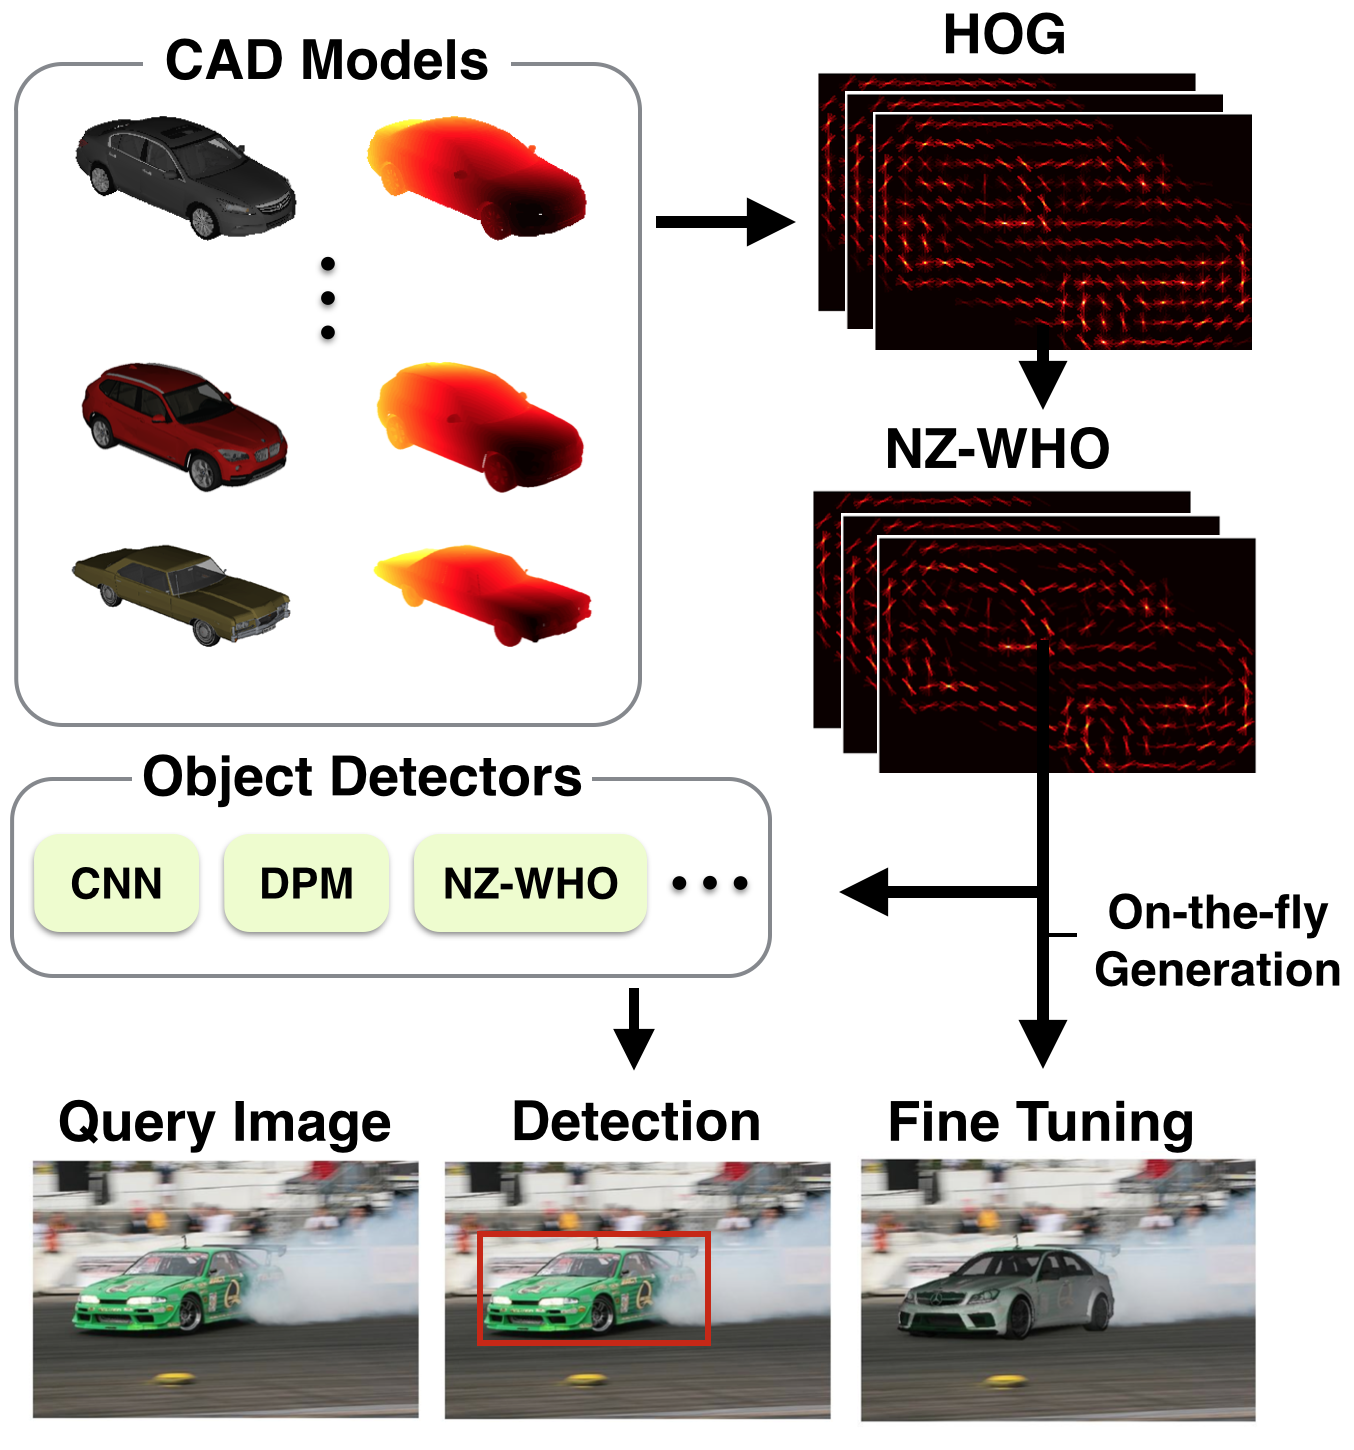 CAD Models
HOG
NZ-WHO
Object Detectors
CNN
DPM
NZ-WHO
On-the-fly
Generation
Query Image
Detection
Fine Tuning